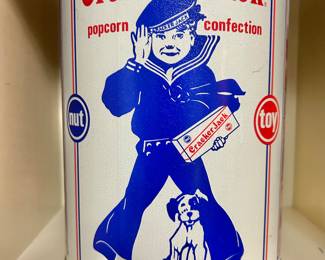 popcorn confection
CRACKER JACK
nut
toy
Cracker Jack